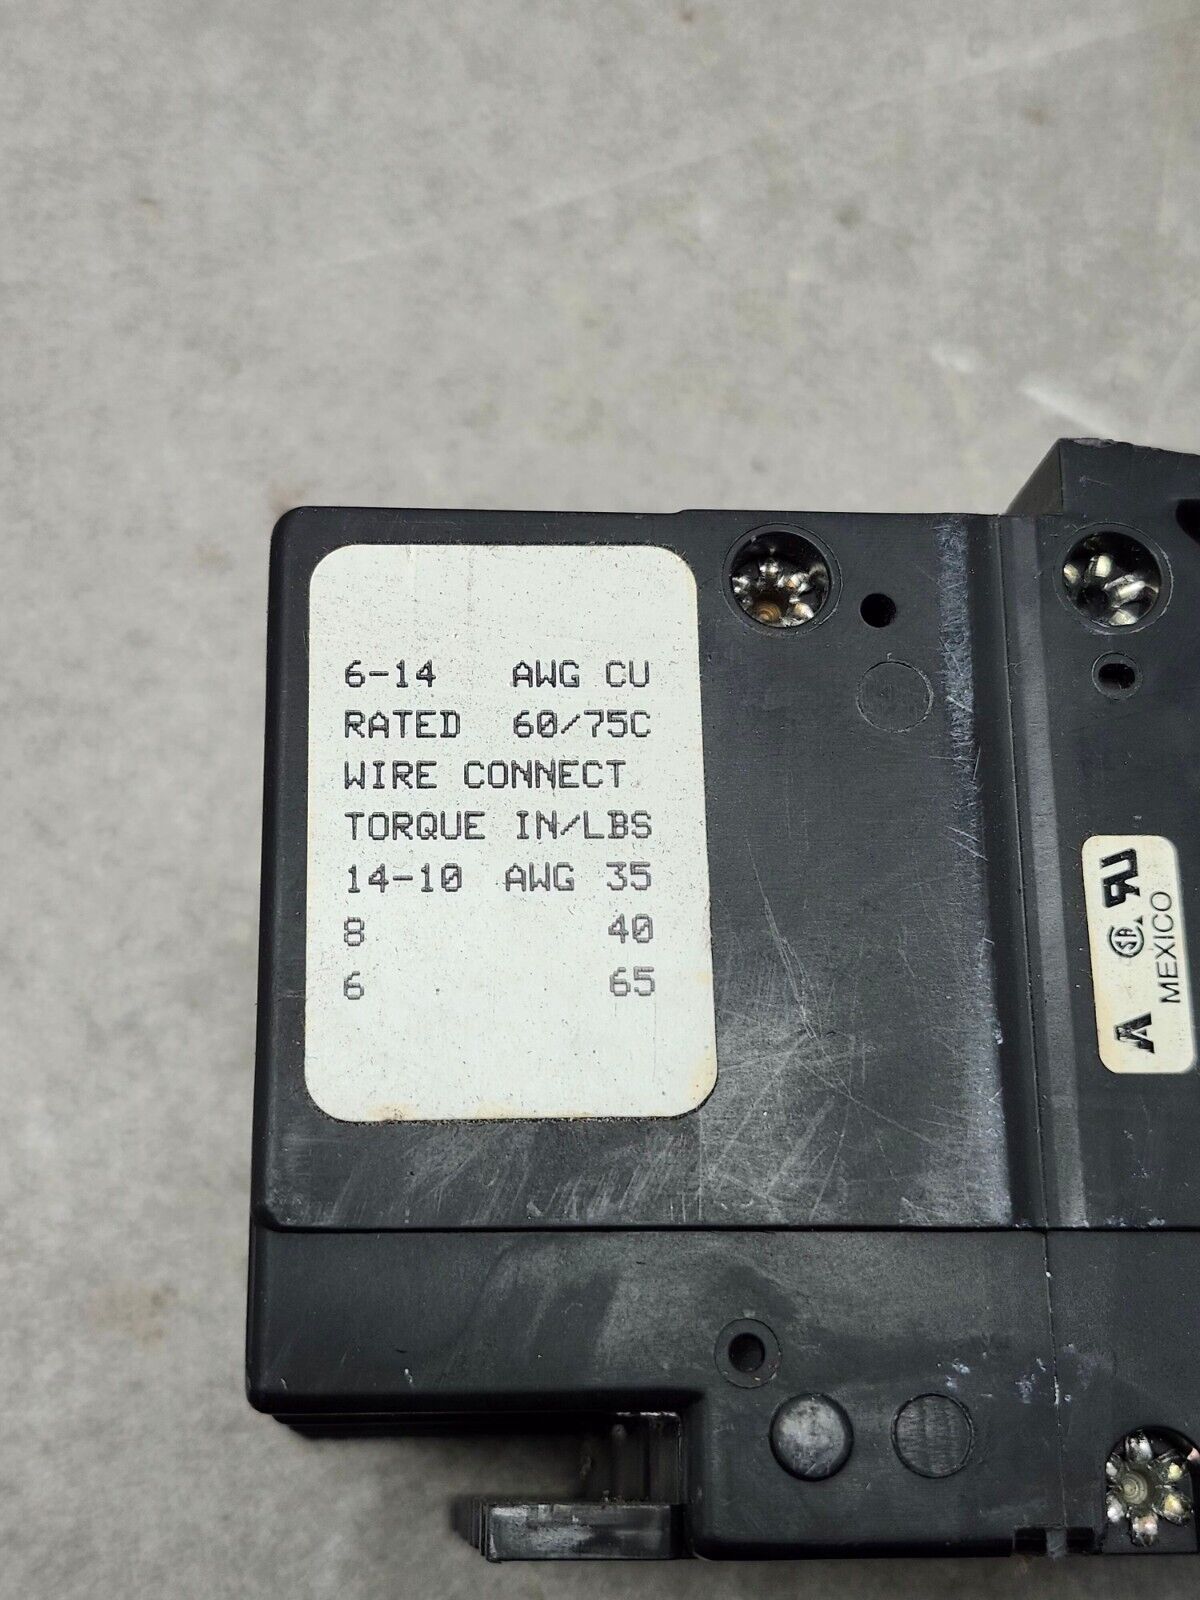 6-14 AWG CU
RATED 60/75C
WIRE CONNECT
TORQUE IN/LBS
14-10 AWG 35
8 40
6 65
MEXICO